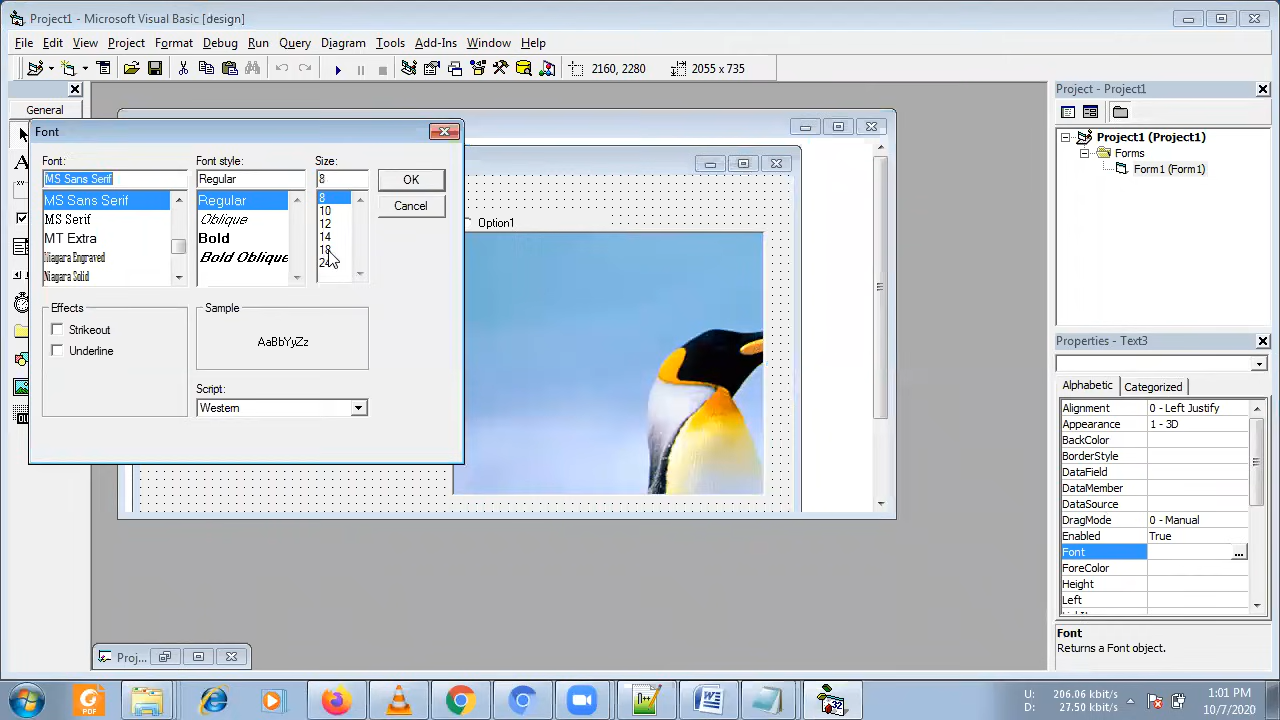 Project1 - Microsoft Visual Basic [design]
File Edit View Project Format Debug Run Query Diagram Tools Add-Ins Window Help
2160, 2280
2055 x 735
General
A
Font
Font:
MS Sans Serif
MS Sans Serif
MS Serif
MT Extra
Niagara Engraved
Niagara Solid
Font style:
Regular
Regular
Oblique
Bold
Bold Oblique
Size:
8
8
10
12
14
18
24
OK
Cancel
Effects
Strikeout
Underline
Sample
AaBbYyZz
Script:
Western
Option1
Project - Project1
Project1 (Project1)
Forms
Form1 (Form1)
Properties - Text3
Alphabetic Categorized
Alignment 0 - Left Justify
Appearance 1 - 3D
BackColor
BorderStyle
DataField
DataMember
DataSource
DragMode 0 - Manual
Enabled True
Font ...
ForeColor
Height
Left
Font
Returns a Font object.
Proj...
PDF
W
32
U: 206.06 kbit/s
D: 27.50 kbit/s
1:01 PM
10/7/2020